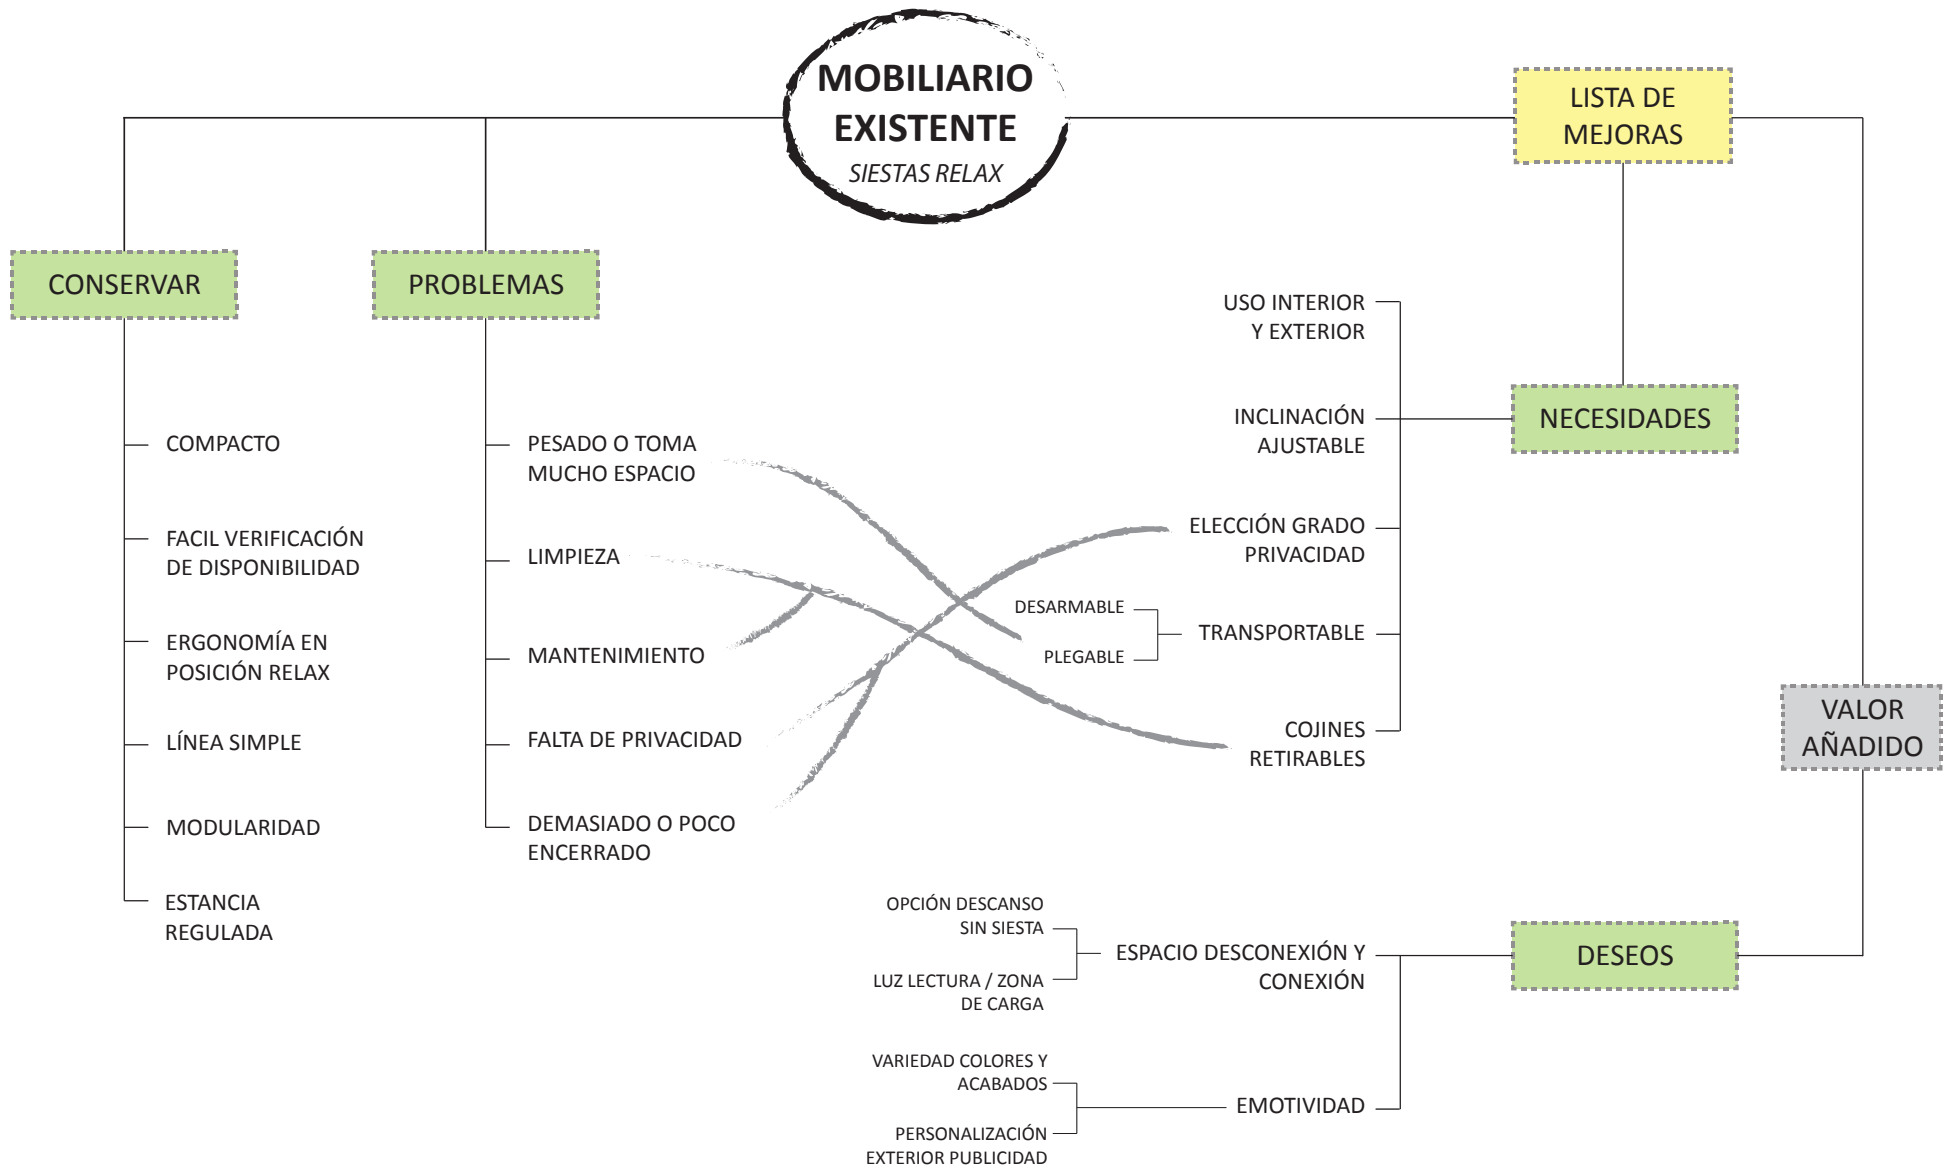 MOBILIARIO
EXISTENTE
SIESTAS RELAX
LISTA DE
MEJORAS
CONSERVAR
PROBLEMAS
COMPACTO
FACIL VERIFICACIÓN
DE DISPONIBILIDAD
ERGONOMÍA EN
POSICIÓN RELAX
LÍNEA SIMPLE
MODULARIDAD
ESTANCIA
REGULADA
PESADO O TOMA
MUCHO ESPACIO
LIMPIEZA
MANTENIMIENTO
FALTA DE PRIVACIDAD
DEMASIADO O POCO
ENCERRADO
NECESIDADES
USO INTERIOR
Y EXTERIOR
INCLINACIÓN
AJUSTABLE
ELECCIÓN GRADO
PRIVACIDAD
TRANSPORTABLE
DESARMABLE
PLEGABLE
COJINES
RETIRABLES
VALOR
AÑADIDO
DESEOS
ESPACIO DESCONEXIÓN Y
CONEXIÓN
OPCIÓN DESCANSO
SIN SIESTA
LUZ LECTURA / ZONA
DE CARGA
EMOTIVIDAD
VARIEDAD COLORES Y
ACABADOS
PERSONALIZACIÓN
EXTERIOR PUBLICIDAD